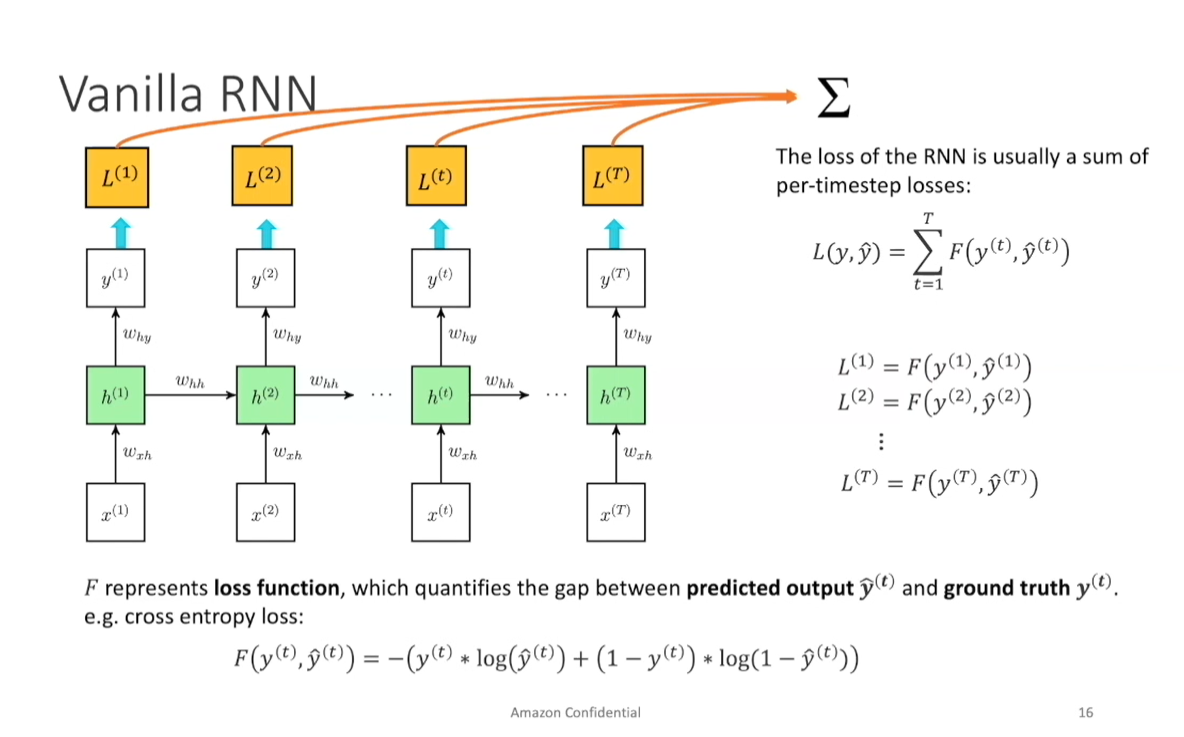 Vanilla RNN
Σ
L⁽¹⁾ L⁽²⁾ L⁽ᵗ⁾ L⁽ᵀ⁾
The loss of the RNN is usually a sum of
per-timestep losses:
L(y, ŷ) = ∑_{t=1}^{T} F(y⁽ᵗ⁾, ŷ⁽ᵗ⁾)
y⁽¹⁾ y⁽²⁾ y⁽ᵗ⁾ y⁽ᵀ⁾
w_hy w_hy w_hy w_hy
w_hh w_hh w_hh
h⁽¹⁾ h⁽²⁾ ··· h⁽ᵗ⁾ ··· h⁽ᵀ⁾
w_xh w_xh w_xh w_xh
x⁽¹⁾ x⁽²⁾ x⁽ᵗ⁾ x⁽ᵀ⁾
L⁽¹⁾ = F(y⁽¹⁾, ŷ⁽¹⁾)
L⁽²⁾ = F(y⁽²⁾, ŷ⁽²⁾)
⋮
L⁽ᵀ⁾ = F(y⁽ᵀ⁾, ŷ⁽ᵀ⁾)
F represents loss function, which quantifies the gap between predicted output ŷ⁽ᵗ⁾ and ground truth y⁽ᵗ⁾.
e.g. cross entropy loss:
F(y⁽ᵗ⁾, ŷ⁽ᵗ⁾) = −(y⁽ᵗ⁾ * log(ŷ⁽ᵗ⁾) + (1 − y⁽ᵗ⁾) * log(1 − ŷ⁽ᵗ⁾))
Amazon Confidential
16